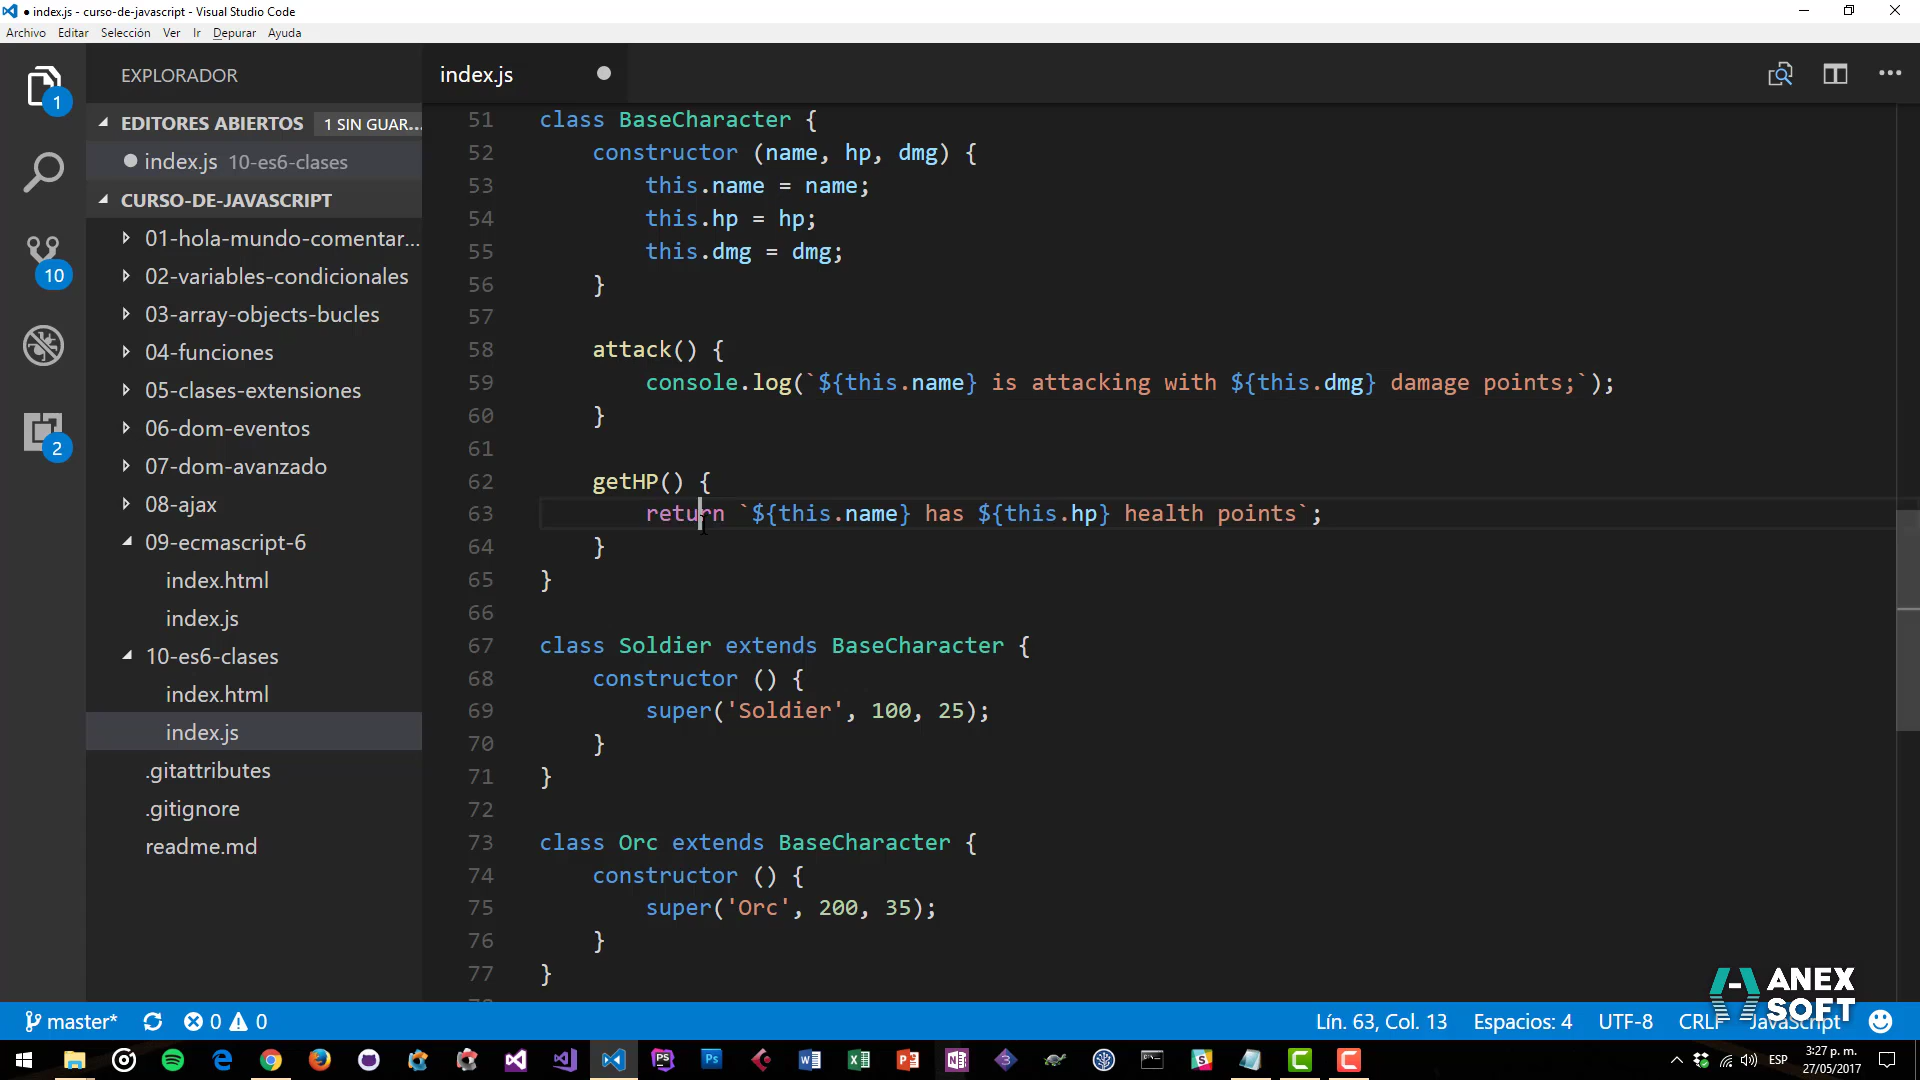 ● index.js - curso-de-javascript - Visual Studio Code
Archivo Editar Selección Ver Ir Depurar Ayuda
EXPLORADOR
index.js
1
EDITORES ABIERTOS 1 SIN GUAR...
index.js 10-es6-clases
CURSO-DE-JAVASCRIPT
01-hola-mundo-comentar...
10
02-variables-condicionales
03-array-objects-bucles
04-funciones
05-clases-extensiones
06-dom-eventos
2
07-dom-avanzado
08-ajax
09-ecmascript-6
index.html
index.js
10-es6-clases
index.html
index.js
.gitattributes
.gitignore
readme.md
51 class BaseCharacter {
52 constructor (name, hp, dmg) {
53 this.name = name;
54 this.hp = hp;
55 this.dmg = dmg;
56 }
57
58 attack() {
59 console.log(`${this.name} is attacking with ${this.dmg} damage points;`);
60 }
61
62 getHP() {
63 return `${this.name} has ${this.hp} health points`;
64 }
65 }
66
67 class Soldier extends BaseCharacter {
68 constructor () {
69 super('Soldier', 100, 25);
70 }
71 }
72
73 class Orc extends BaseCharacter {
74 constructor () {
75 super('Orc', 200, 35);
76 }
77 }
ANEX
SOFT
master* 0 0 Lín. 63, Col. 13 Espacios: 4 UTF-8 CRLF JavaScript
ESP 3:27 p. m.
27/05/2017